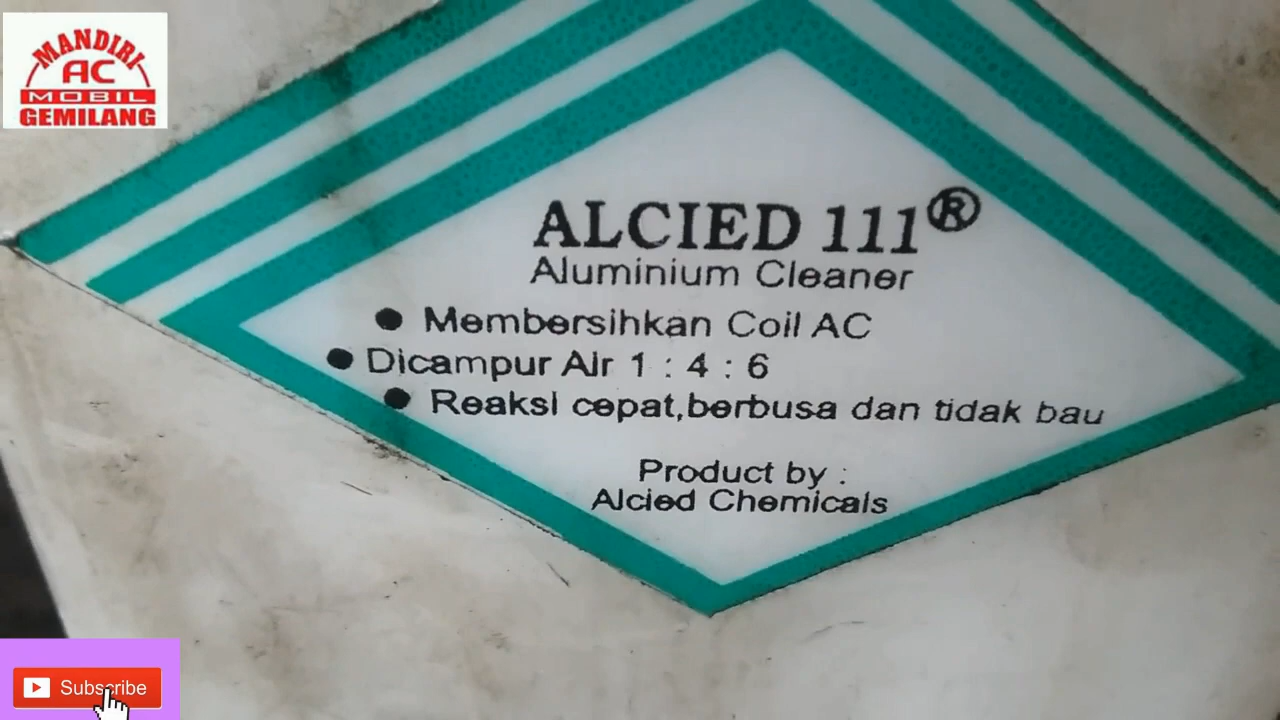 MANDIRI
AC
MOBIL
GEMILANG
ALCIED 111®
Aluminium Cleaner
● Membersihkan Coil AC
● Dicampur Air 1 : 4 : 6
● Reaksi cepat,berbusa dan tidak bau
Product by :
Alcied Chemicals
Subscribe